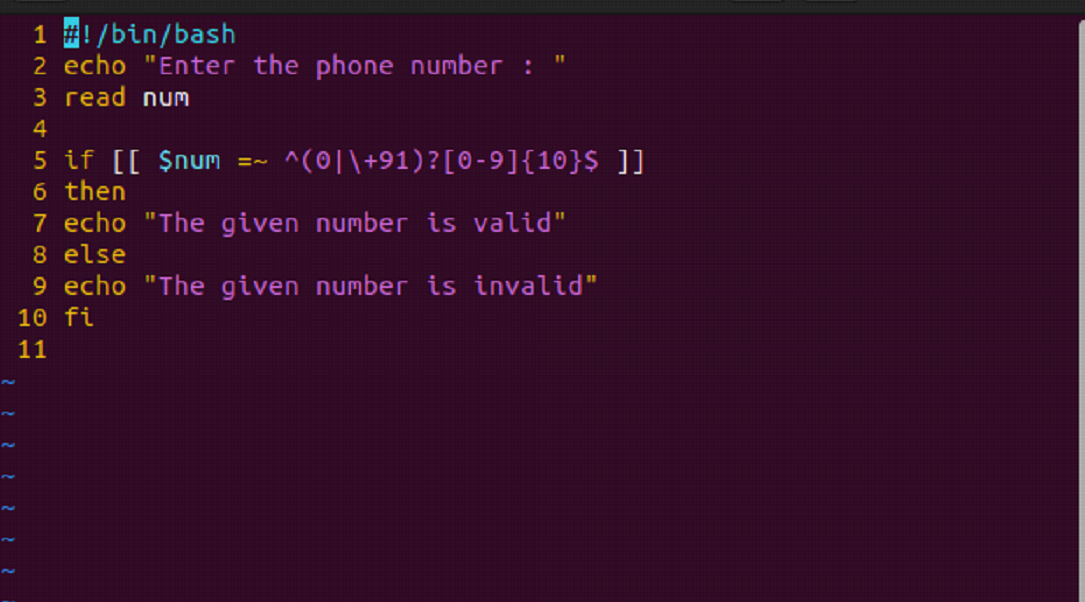 1 #!/bin/bash
2 echo "Enter the phone number : "
3 read num
4
5 if [[ $num =~ ^(0|\+91)?[0-9]{10}$ ]]
6 then
7 echo "The given number is valid"
8 else
9 echo "The given number is invalid"
10 fi
11
~
~
~
~
~
~
~